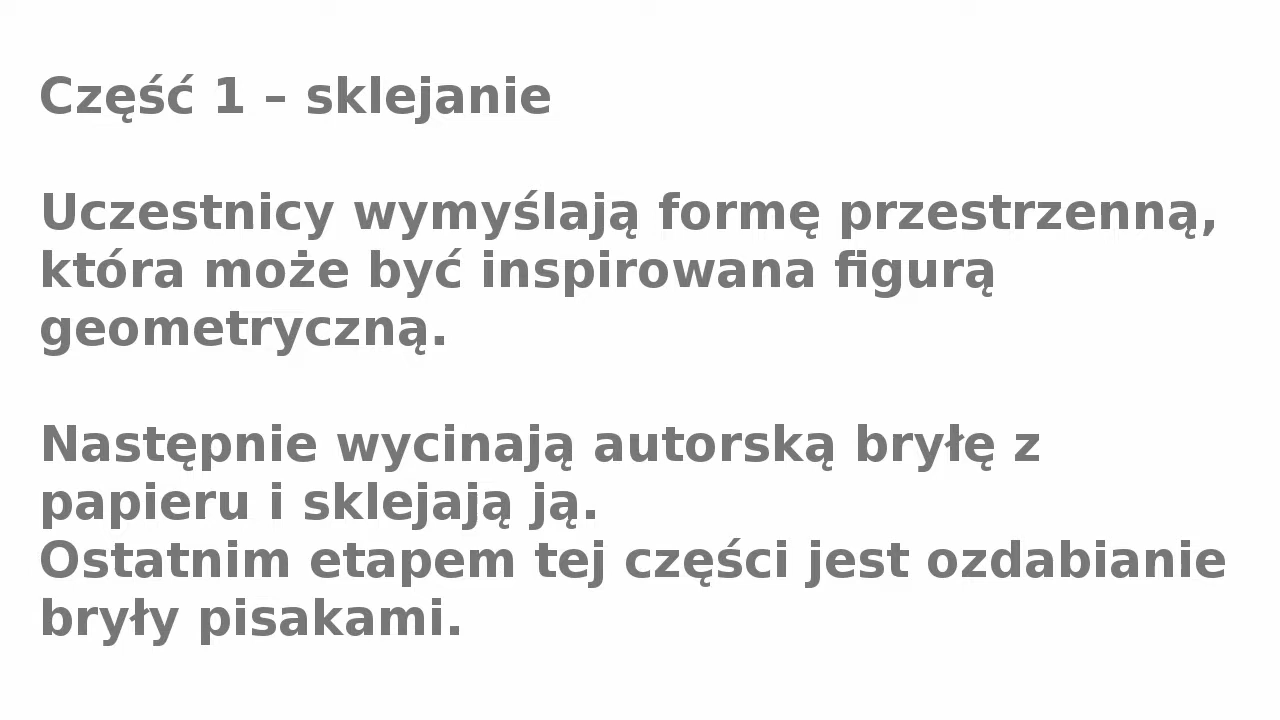 Część 1 – sklejanie
Uczestnicy wymyślają formę przestrzenną,
która może być inspirowana figurą
geometryczną.
Następnie wycinają autorską bryłę z
papieru i sklejają ją.
Ostatnim etapem tej części jest ozdabianie
bryły pisakami.